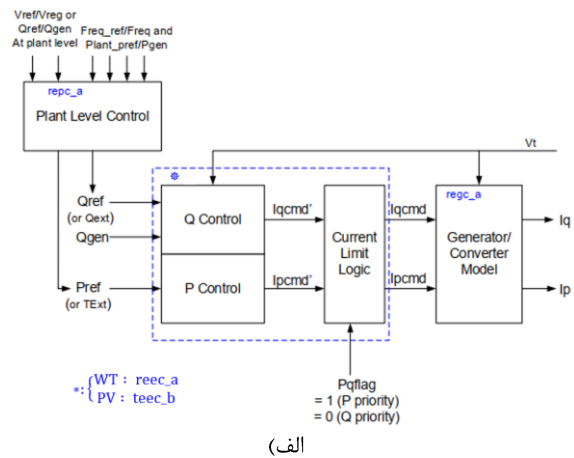 Vref/Vreg or
Qref/Qgen
At plant level
Freq_ref/Freq and
Plant_pref/Pgen
repc_a
Plant Level Control
Vt
*
Qref
(or Qext)
Qgen
Pref
(or TExt)
Q Control
P Control
Iqcmd'
Ipcmd'
Current
Limit
Logic
Iqcmd
Ipcmd
regc_a
Generator/
Converter
Model
Iq
Ip
Pqflag
= 1 (P priority)
= 0 (Q priority)
*:{WT : reec_a
PV : teec_b
الف)